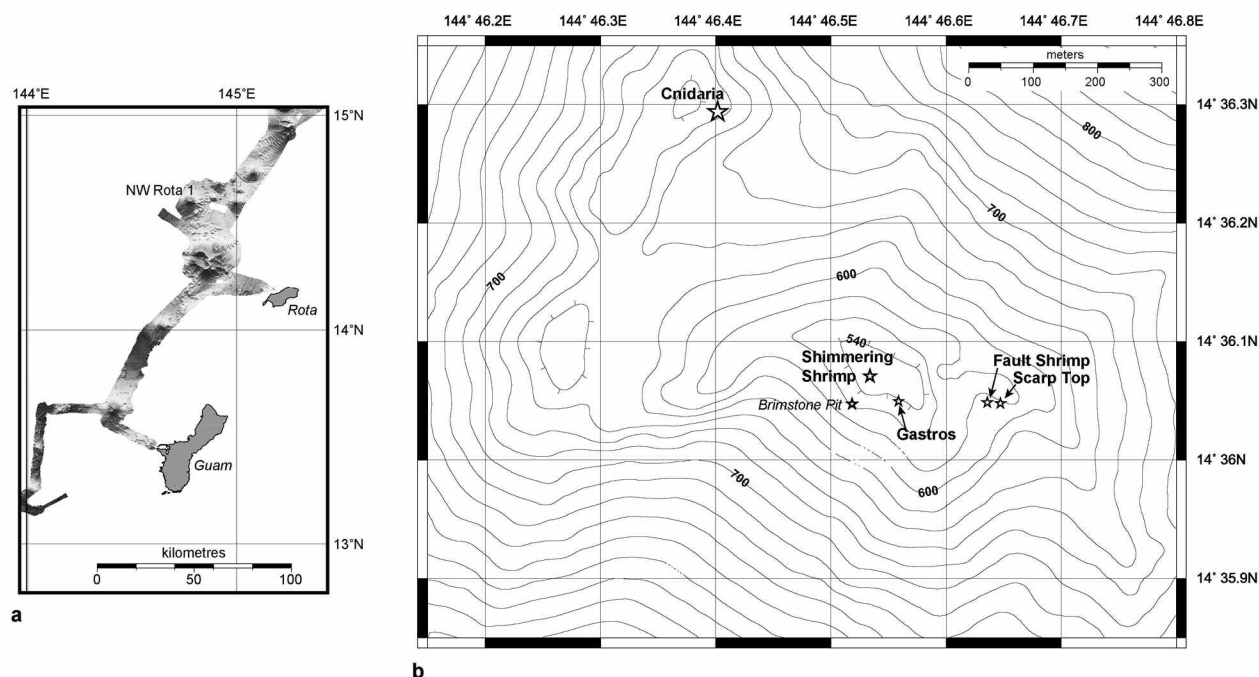 144°E
145°E
15°N
NW Rota 1
Rota
14°N
Guam
13°N
kilometres
0 50 100
a
144° 46.2E 144° 46.3E 144° 46.4E 144° 46.5E 144° 46.6E 144° 46.7E 144° 46.8E
meters
0 100 200 300
Cnidaria
14° 36.3N
800
700
14° 36.2N
700
600
540
14° 36.1N
Shimmering
Shrimp
Fault Shrimp
Scarp Top
Brimstone Pit
Gastros
14° 36N
700
600
14° 35.9N
b